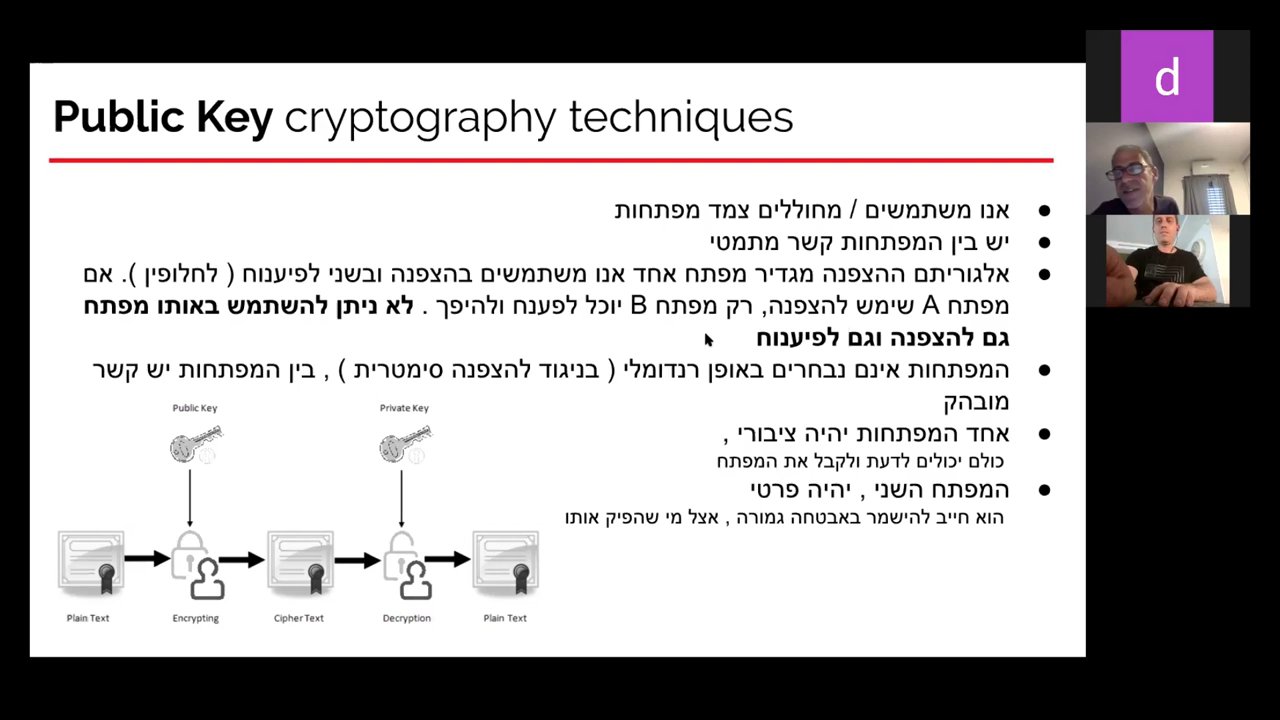 Public Key cryptography techniques
● אנו משתמשים / מחוללים צמד מפתחות
● יש בין המפתחות קשר מתמטי
● אלגוריתם ההצפנה מגדיר מפתח אחד אנו משתמשים בהצפנה ובשני לפיענוח ( לחלופין ). אם
מפתח A שימש להצפנה, רק מפתח B יוכל לפענח ולהיפך . לא ניתן להשתמש באותו מפתח
גם להצפנה וגם לפיענוח
● המפתחות אינם נבחרים באופן רנדומלי ( בניגוד להצפנה סימטרית ) , בין המפתחות יש קשר
מובהק
● אחד המפתחות יהיה ציבורי ,
כולם יכולים לדעת ולקבל את המפתח
● המפתח השני , יהיה פרטי
הוא חייב להישמר באבטחה גמורה , אצל מי שהפיק אותו
Public Key
Private Key
Plain Text
Encrypting
Cipher Text
Decryption
Plain Text
d